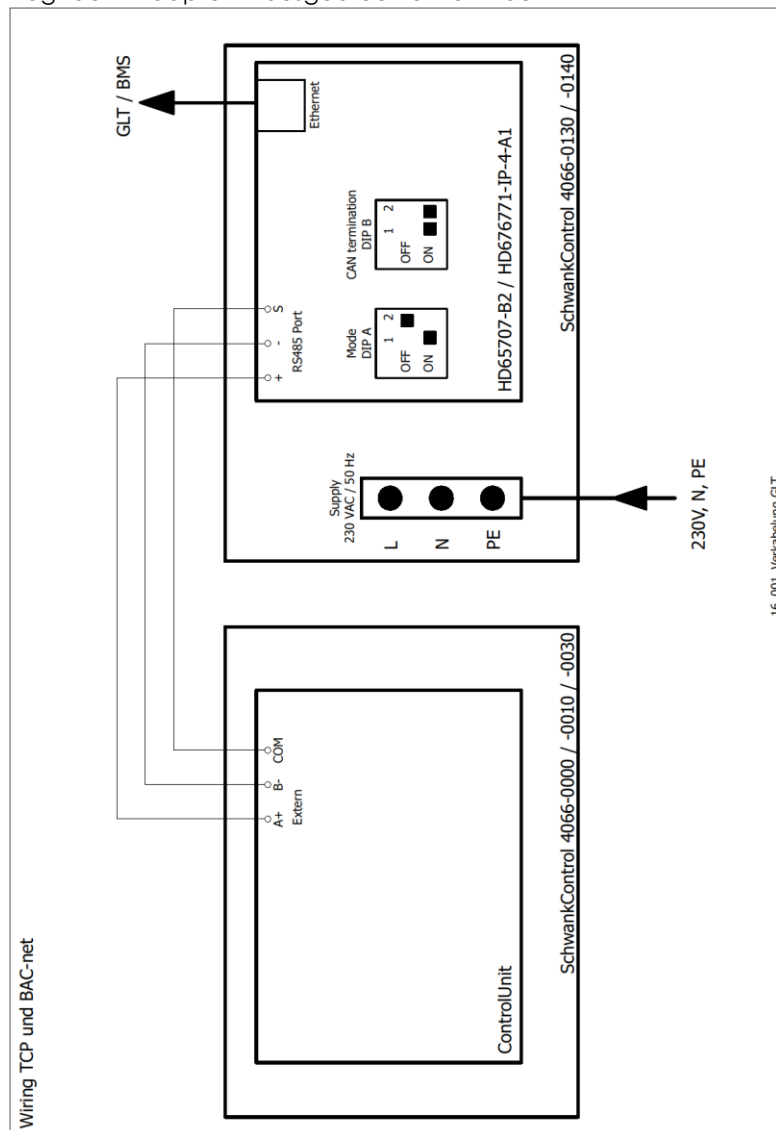 Wiring TCP und BAC-net
GLT / BMS
Ethernet
CAN termination
DIP B
1 2
OFF
ON
Mode
DIP A
1 2
OFF
ON
+ - S
RS485 Port
HD65707-B2 / HD676771-IP-4-A1
SchwankControl 4066-0130 / -0140
Supply
230 VAC / 50 Hz
L
N
PE
230V, N, PE
A+ B- COM
Extern
ControlUnit
SchwankControl 4066-0000 / -0010 / -0030
16_001_Verkabelung GLT